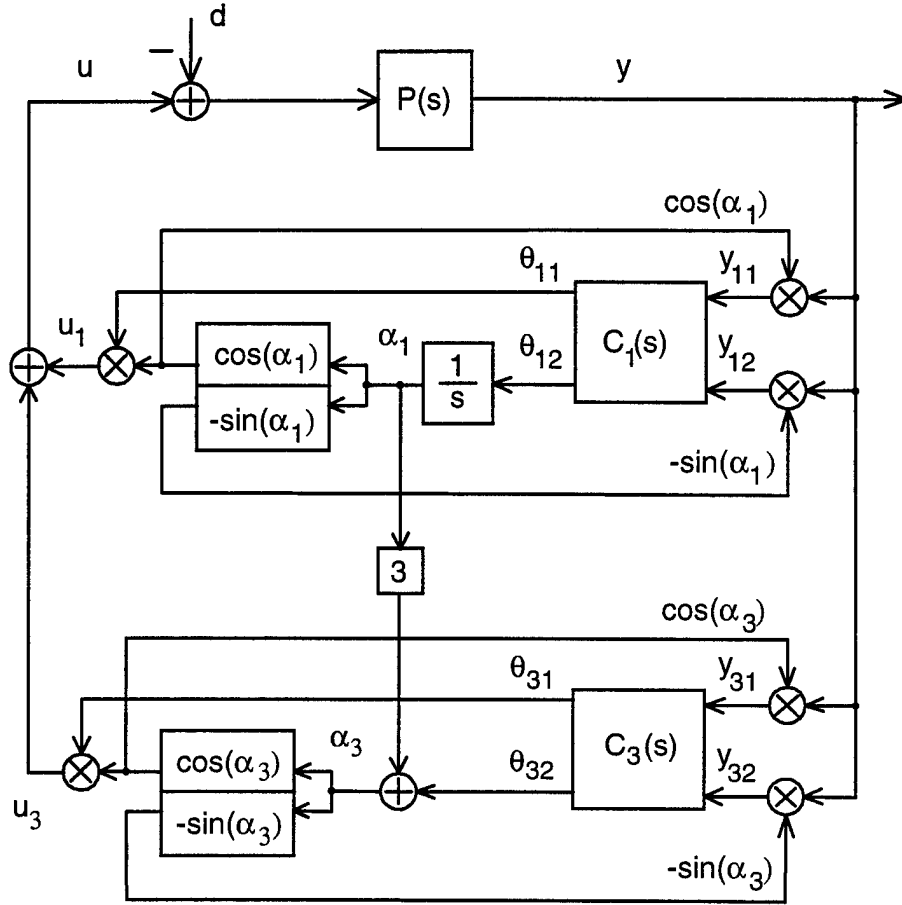 d
−
u
P(s)
y
cos(α₁)
θ₁₁
y₁₁
u₁
cos(α₁)
-sin(α₁)
α₁
1
s
θ₁₂
C₁(s)
y₁₂
-sin(α₁)
3
cos(α₃)
θ₃₁
y₃₁
u₃
cos(α₃)
-sin(α₃)
α₃
θ₃₂
C₃(s)
y₃₂
-sin(α₃)